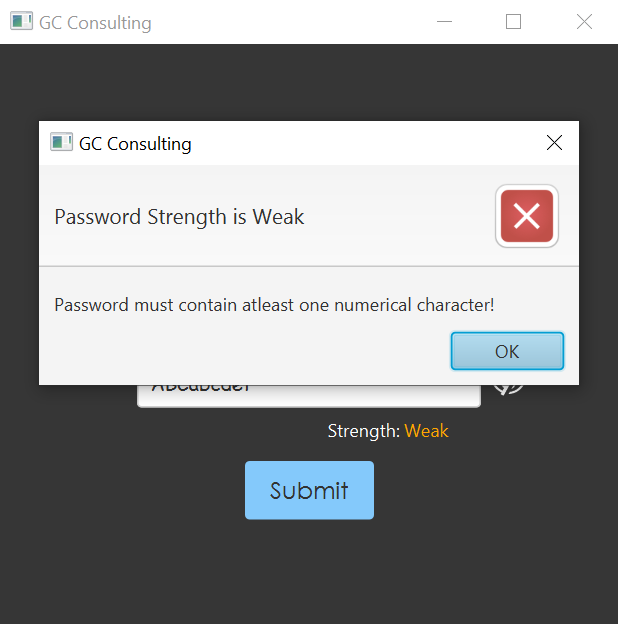 GC Consulting
GC Consulting
Password Strength is Weak
Password must contain atleast one numerical character!
OK
Strength: Weak
Submit